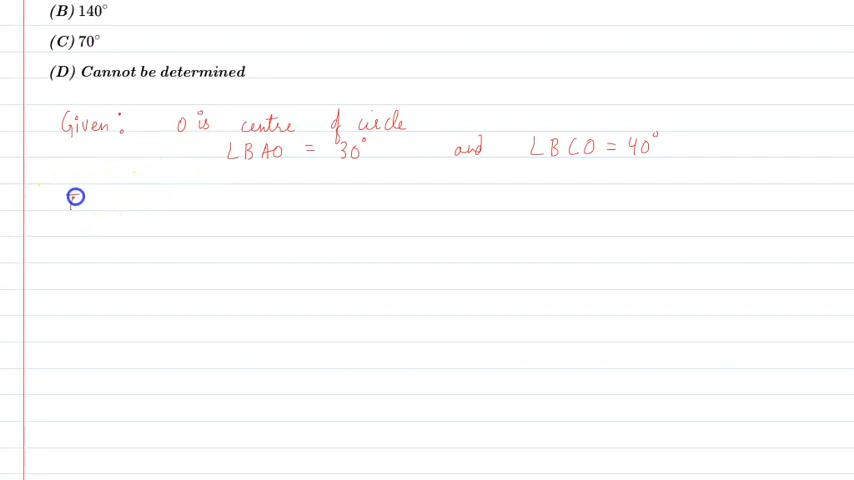 (B) 140°
(C) 70°
(D) Cannot be determined
Given: O is centre of circle
∠BAO = 30° and ∠BCO = 40°